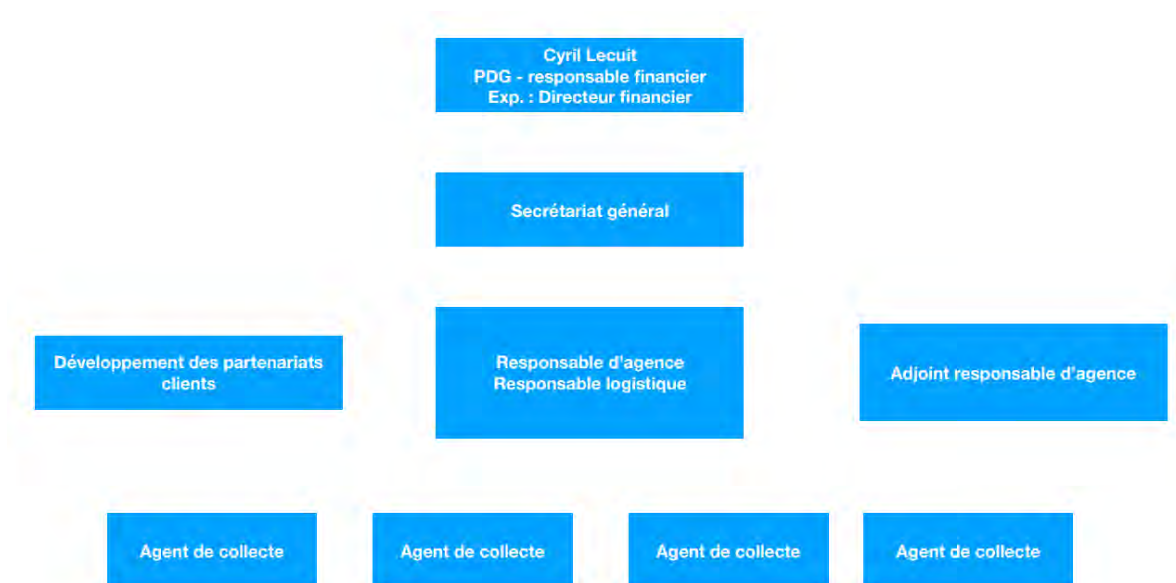 Cyril Lecuit
PDG - responsable financier
Exp. : Directeur financier
Secrétariat général
Développement des partenariats
clients
Responsable d'agence
Responsable logistique
Adjoint responsable d'agence
Agent de collecte
Agent de collecte
Agent de collecte
Agent de collecte